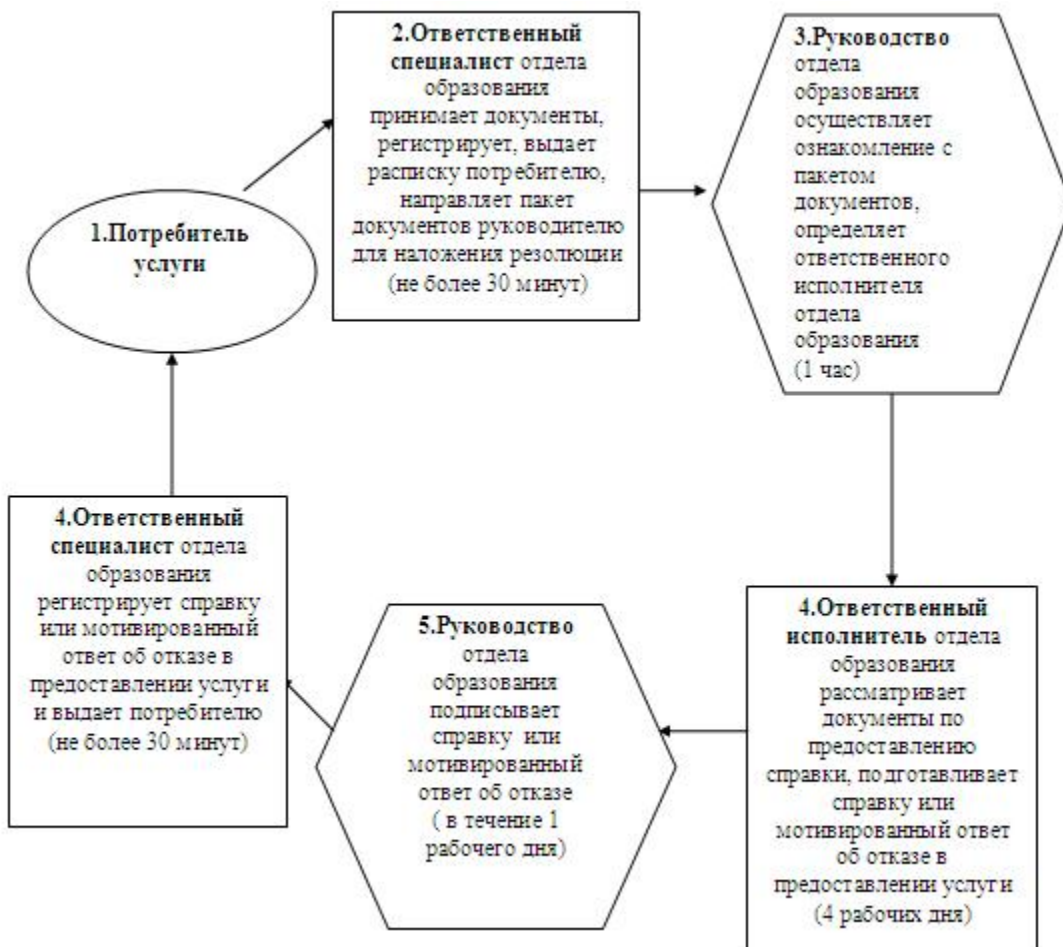 1.Потребитель
услуги
2.Ответственный
специалист отдела
образования
принимает документы,
регистрирует, выдает
расписку потребителю,
направляет пакет
документов руководителю
для наложения резолюции
(не более 30 минут)
3.Руководство
отдела
образования
осуществляет
ознакомление с
пакетом
документов,
определяет
ответственного
исполнителя
отдела
образования
(1 час)
4.Ответственный
исполнитель отдела
образования
рассматривает
документы по
предоставлению
справки, подготавливает
справку или
мотивированный ответ
об отказе в
предоставлении услуги
(4 рабочих дня)
5.Руководство
отдела
образования
подписывает
справку или
мотивированный
ответ об отказе
( в течение 1
рабочего дня)
4.Ответственный
специалист отдела
образования
регистрирует справку
или мотивированный
ответ об отказе в
предоставлении услуги
и выдает потребителю
(не более 30 минут)